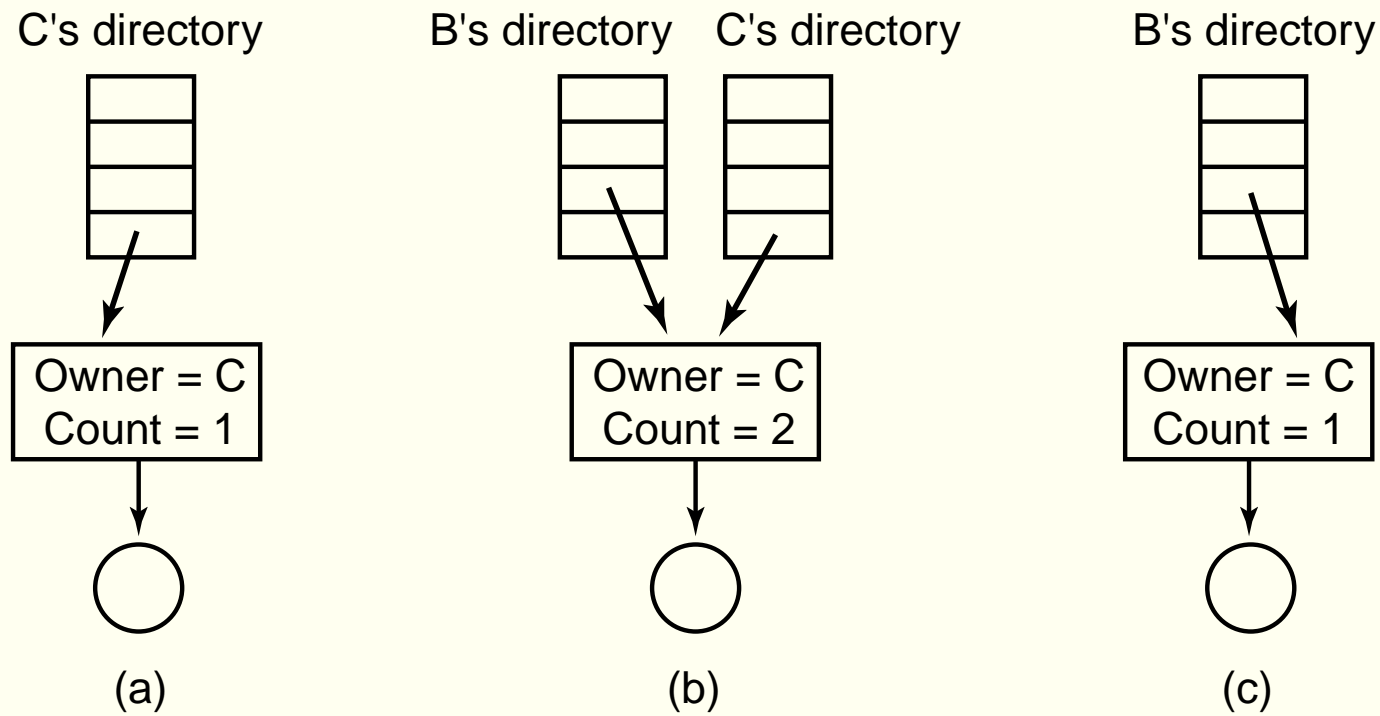 C's directory
B's directory C's directory
B's directory
Owner = C
Count = 1
Owner = C
Count = 2
Owner = C
Count = 1
(a)
(b)
(c)